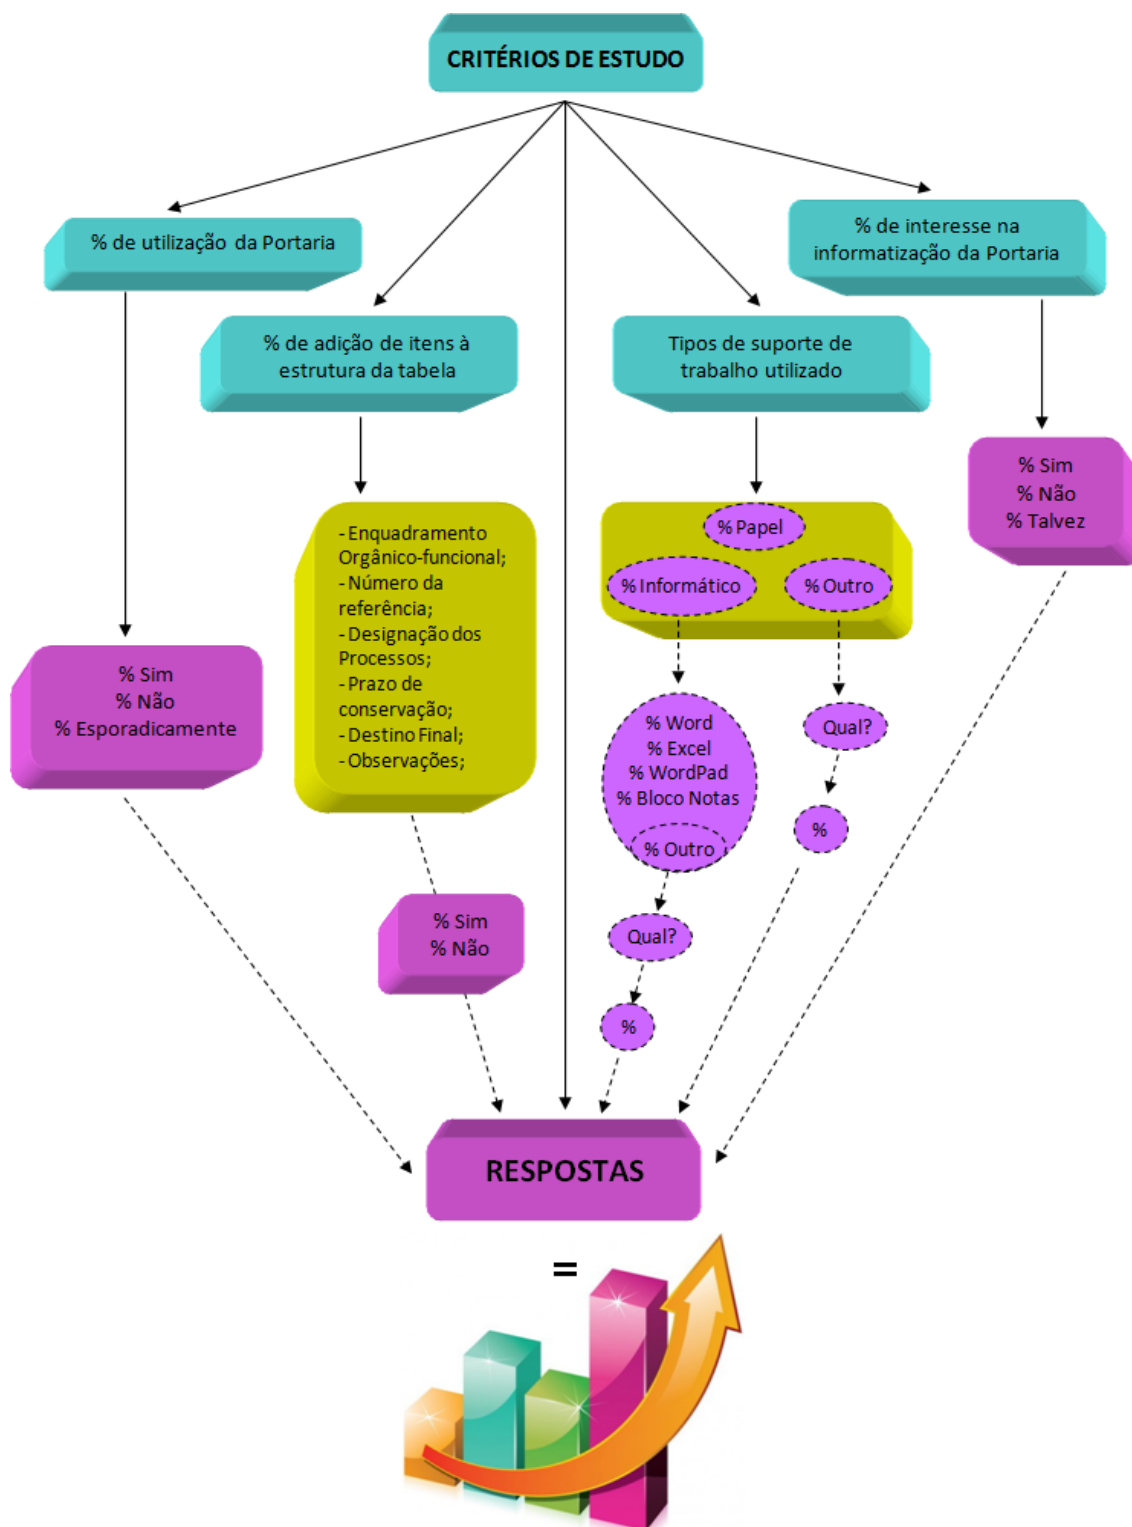 CRITÉRIOS DE ESTUDO
% de utilização da Portaria
% de interesse na
informatização da Portaria
% de adição de itens à
estrutura da tabela
Tipos de suporte de
trabalho utilizado
% Sim
% Não
% Talvez
- Enquadramento
Orgânico-funcional;
- Número da
referência;
- Designação dos
Processos;
- Prazo de
conservação;
- Destino Final;
- Observações;
% Papel
% Informático
% Outro
% Sim
% Não
% Esporadicamente
% Word
% Excel
% WordPad
% Bloco Notas
% Outro
Qual?
%
% Sim
% Não
Qual?
%
RESPOSTAS
=